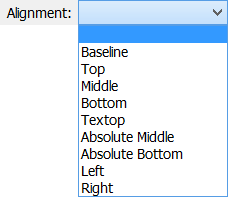 Alignment:
Baseline
Top
Middle
Bottom
Textop
Absolute Middle
Absolute Bottom
Left
Right